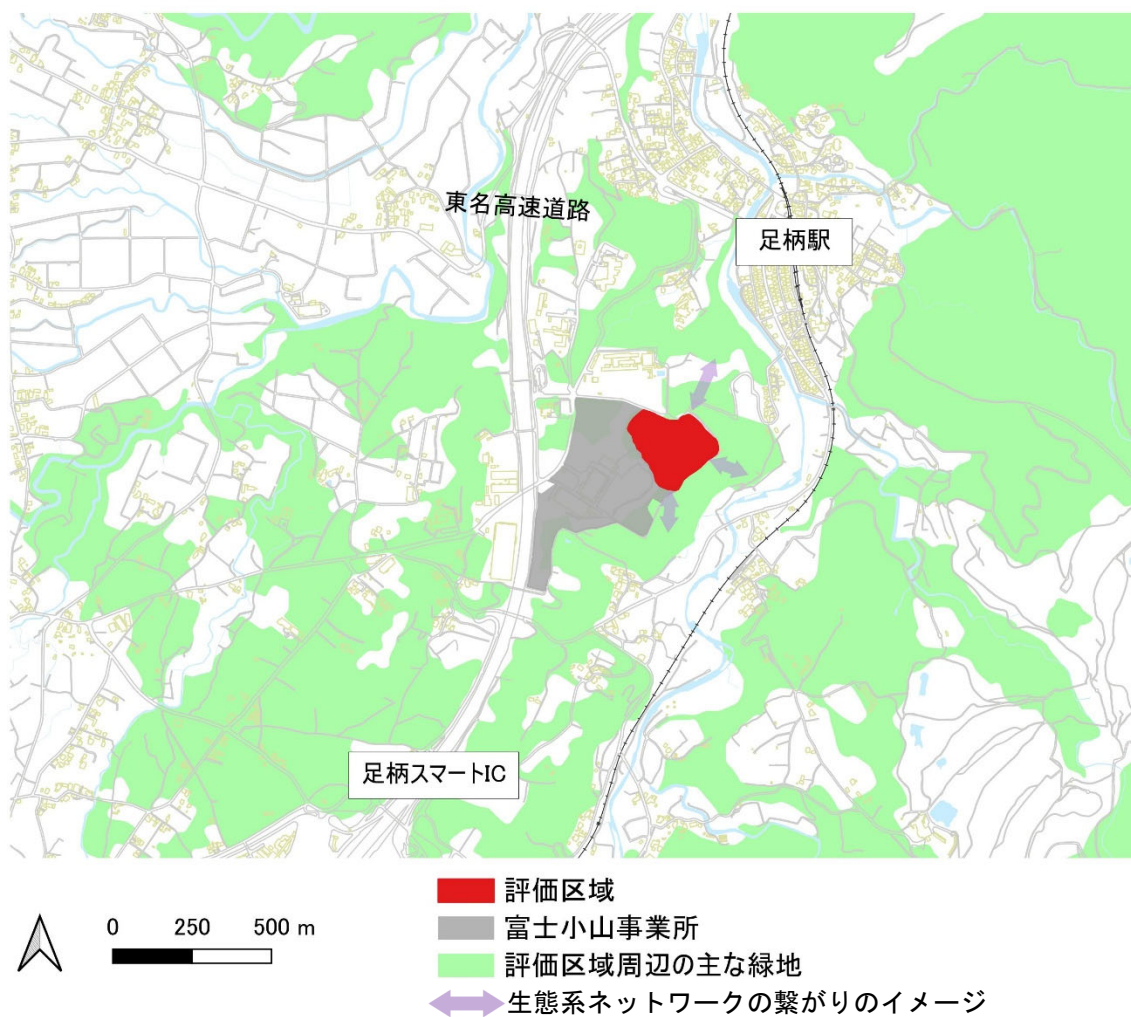 東名高速道路
足柄駅
足柄スマートIC
0 250 500 m
評価区域
富士小山事業所
評価区域周辺の主な緑地
生態系ネットワークの繋がりのイメージ